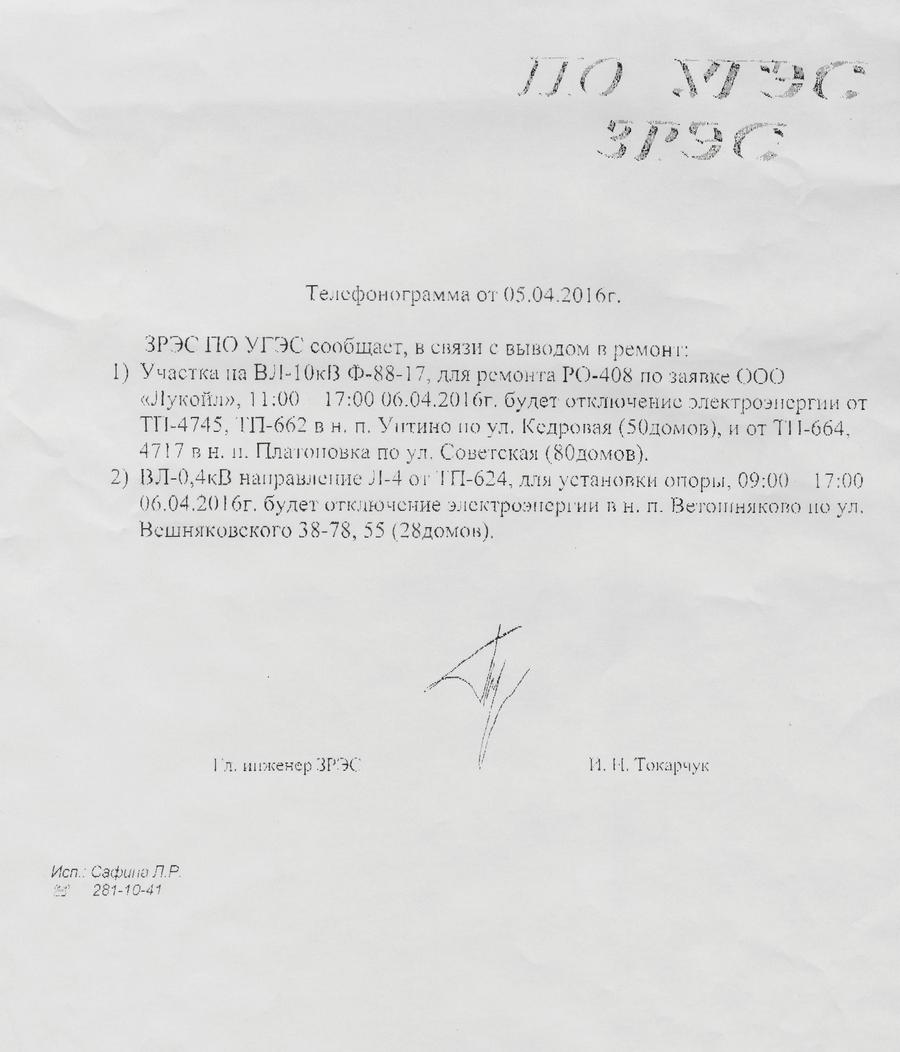 ПО УГЭС
ЗРЭС
Телефонограмма от 05.04.2016г.
ЗРЭС ПО УГЭС сообщает, в связи с выводом в ремонт:
1) Участка на ВЛ-10кВ Ф-88-17, для ремонта РО-408 по заявке ООО
«Лукойл», 11:00 – 17:00 06.04.2016г. будет отключение электроэнергии от
ТП-4745, ТП-662 в н. п. Уптино по ул. Кедровая (50домов), и от ТП-664,
4717 в н. п. Платоновка по ул. Советская (80домов).
2) ВЛ-0,4кВ направление Л-4 от ТП-624, для установки опоры, 09:00 – 17:00
06.04.2016г. будет отключение электроэнергии в н. п. Ветошняково по ул.
Вешняковского 38-78, 55 (28домов).
Гл. инженер ЗРЭС И. Н. Токарчук
Исп.: Сафина Л.Р.
☏ 281-10-41